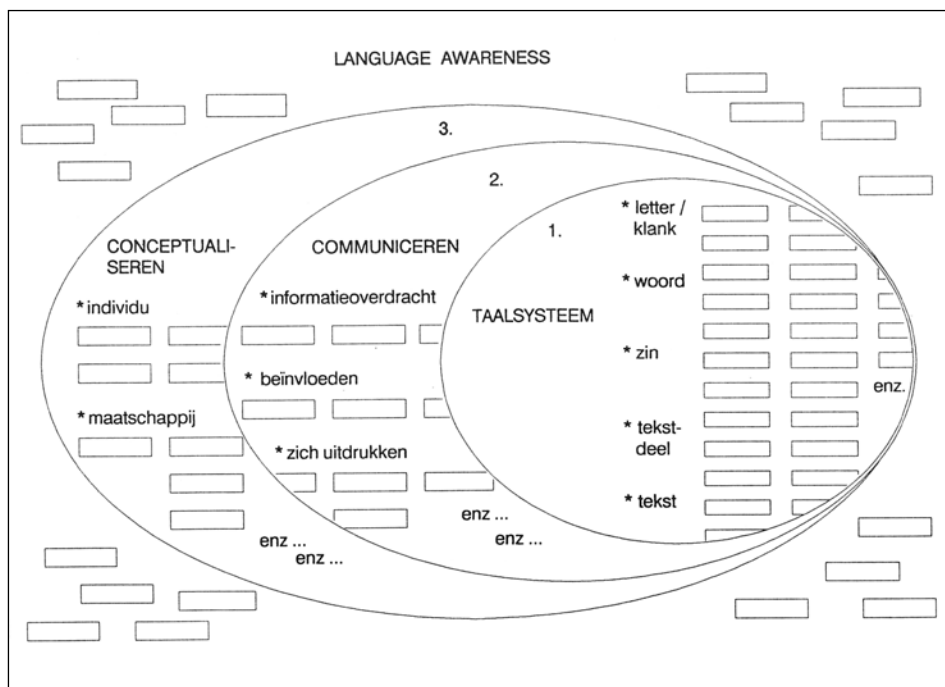 LANGUAGE AWARENESS
3.
2.
1.
CONCEPTUALI-
SEREN
* individu
* maatschappij
enz ...
enz ...
COMMUNICEREN
* informatieoverdracht
* beïnvloeden
* zich uitdrukken
enz ...
enz ...
TAALSYSTEEM
* letter /
klank
* woord
* zin
enz.
* tekst-
deel
* tekst